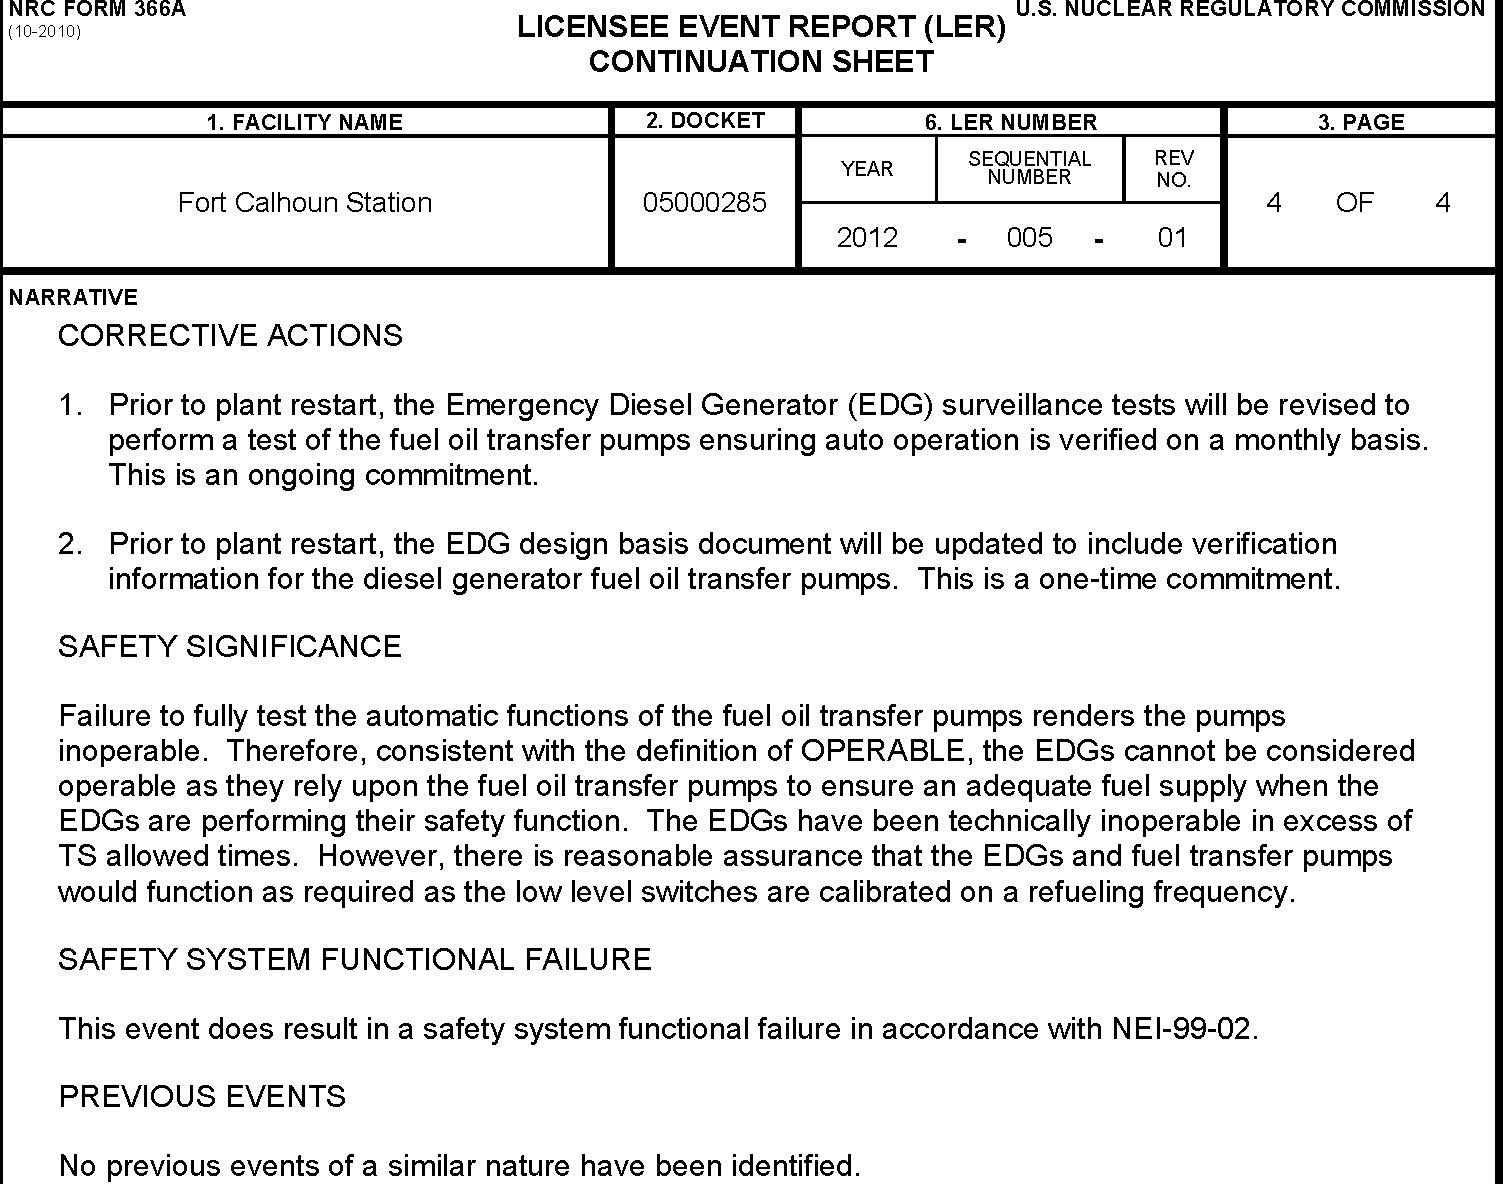 NRC FORM 366A
(10-2010)
LICENSEE EVENT REPORT (LER)
U.S. NUCLEAR REGULATORY COMMISSION
CONTINUATION SHEET
1. FACILITY NAME
2. DOCKET
6. LER NUMBER
3. PAGE
Fort Calhoun Station
05000285
YEAR
SEQUENTIAL
NUMBER
REV
NO.
2012 - 005 - 01
4 OF 4
NARRATIVE
CORRECTIVE ACTIONS
1. Prior to plant restart, the Emergency Diesel Generator (EDG) surveillance tests will be revised to
perform a test of the fuel oil transfer pumps ensuring auto operation is verified on a monthly basis.
This is an ongoing commitment.
2. Prior to plant restart, the EDG design basis document will be updated to include verification
information for the diesel generator fuel oil transfer pumps. This is a one-time commitment.
SAFETY SIGNIFICANCE
Failure to fully test the automatic functions of the fuel oil transfer pumps renders the pumps
inoperable. Therefore, consistent with the definition of OPERABLE, the EDGs cannot be considered
operable as they rely upon the fuel oil transfer pumps to ensure an adequate fuel supply when the
EDGs are performing their safety function. The EDGs have been technically inoperable in excess of
TS allowed times. However, there is reasonable assurance that the EDGs and fuel transfer pumps
would function as required as the low level switches are calibrated on a refueling frequency.
SAFETY SYSTEM FUNCTIONAL FAILURE
This event does result in a safety system functional failure in accordance with NEI-99-02.
PREVIOUS EVENTS
No previous events of a similar nature have been identified.